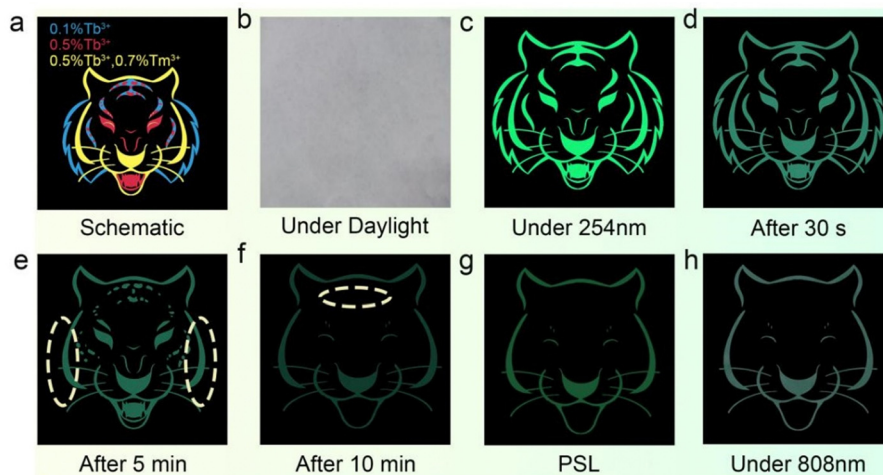 a
0.1%Tb³⁺
0.5%Tb³⁺
0.5%Tb³⁺,0.7%Tm³⁺
Schematic
b
Under Daylight
c
Under 254nm
d
After 30 s
e
After 5 min
f
After 10 min
g
PSL
h
Under 808nm